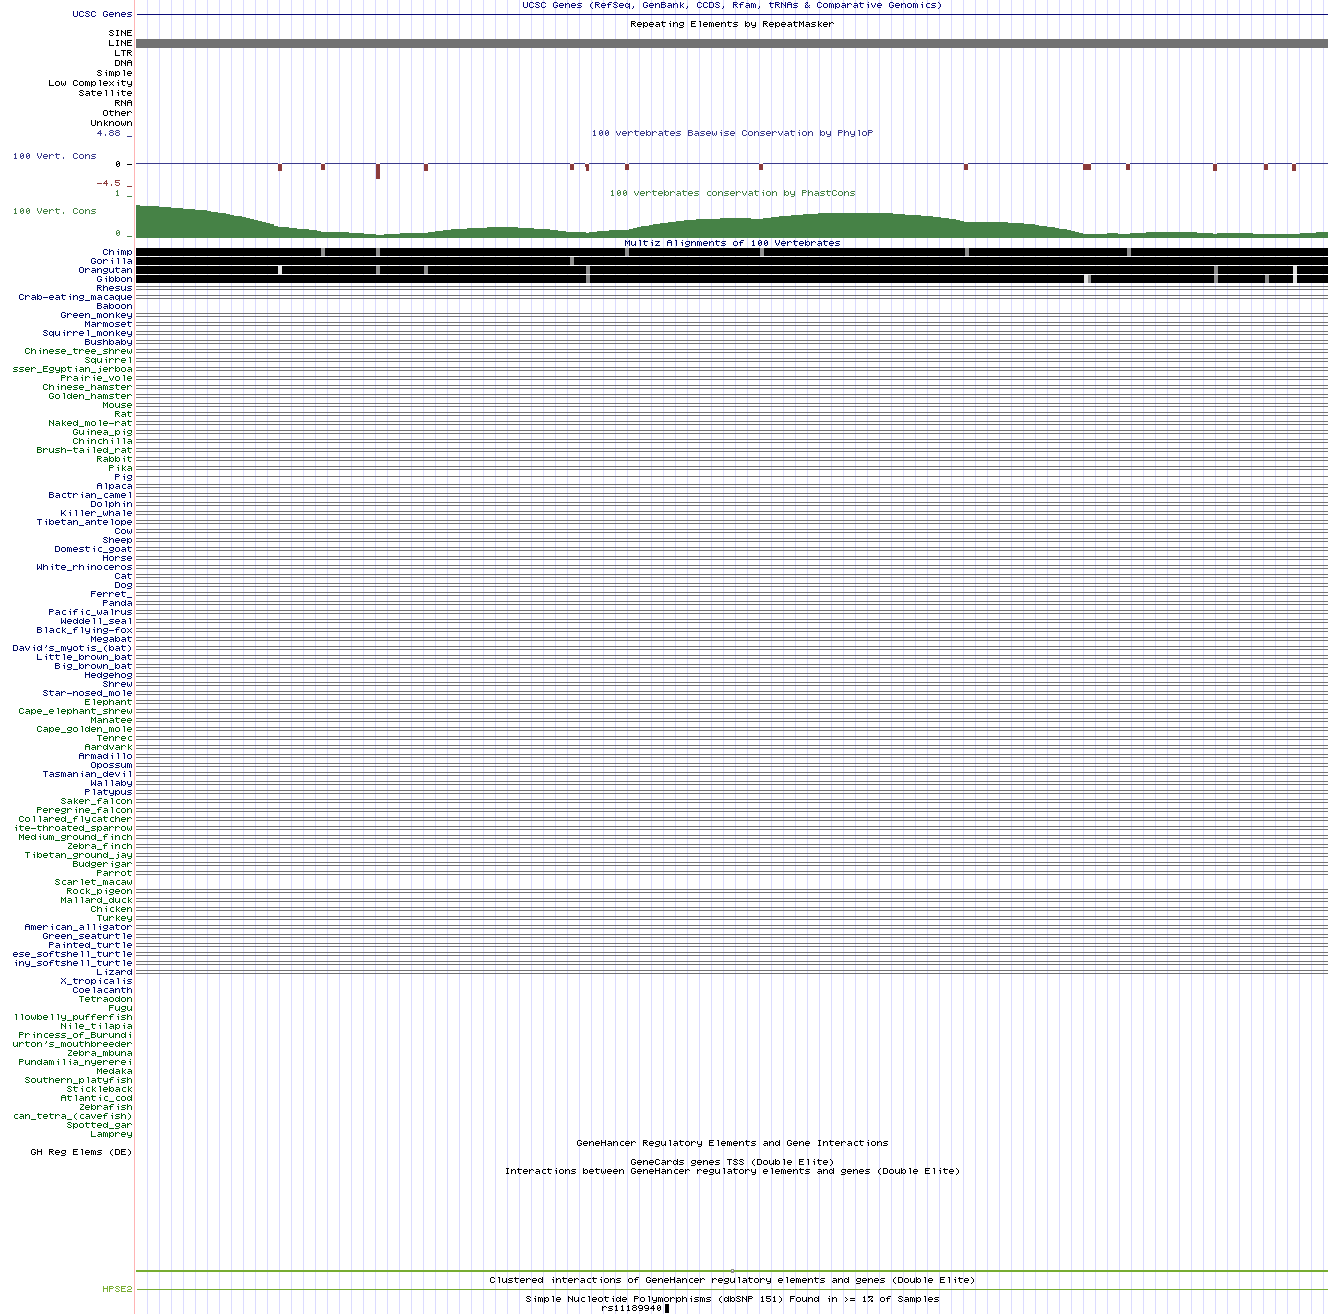 UCSC Genes (RefSeq, GenBank, CCDS, Rfam, tRNAs & Comparative Genomics)
UCSC Genes
Repeating Elements by RepeatMasker
SINE
LINE
LTR
DNA
Simple
Low Complexity
Satellite
RNA
Other
Unknown
4.88 _
100 vertebrates Basewise Conservation by PhyloP
100 Vert. Cons
0 -
-4.5 _
1 _
100 vertebrates conservation by PhastCons
100 Vert. Cons
0 _
Multiz Alignments of 100 Vertebrates
Chimp
Gorilla
Orangutan
Gibbon
Rhesus
Crab-eating_macaque
Baboon
Green_monkey
Marmoset
Squirrel_monkey
Bushbaby
Chinese_tree_shrew
Squirrel
sser_Egyptian_jerboa
Prairie_vole
Chinese_hamster
Golden_hamster
Mouse
Rat
Naked_mole-rat
Guinea_pig
Chinchilla
Brush-tailed_rat
Rabbit
Pika
Pig
Alpaca
Bactrian_camel
Dolphin
Killer_whale
Tibetan_antelope
Cow
Sheep
Domestic_goat
Horse
White_rhinoceros
Cat
Dog
Ferret_
Panda
Pacific_walrus
Weddell_seal
Black_flying-fox
Megabat
David's_myotis_(bat)
Little_brown_bat
Big_brown_bat
Hedgehog
Shrew
Star-nosed_mole
Elephant
Cape_elephant_shrew
Manatee
Cape_golden_mole
Tenrec
Aardvark
Armadillo
Opossum
Tasmanian_devil
Wallaby
Platypus
Saker_falcon
Peregrine_falcon
Collared_flycatcher
ite-throated_sparrow
Medium_ground_finch
Zebra_finch
Tibetan_ground_jay
Budgerigar
Parrot
Scarlet_macaw
Rock_pigeon
Mallard_duck
Chicken
Turkey
American_alligator
Green_seaturtle
Painted_turtle
ese_softshell_turtle
iny_softshell_turtle
Lizard
X_tropicalis
Coelacanth
Tetraodon
Fugu
llowbelly_pufferfish
Nile_tilapia
Princess_of_Burundi
urton's_mouthbreeder
Zebra_mbuna
Pundamilia_nyererei
Medaka
Southern_platyfish
Stickleback
Atlantic_cod
Zebrafish
can_tetra_(cavefish)
Spotted_gar
Lamprey
GeneHancer Regulatory Elements and Gene Interactions
GH Reg Elems (DE)
GeneCards genes TSS (Double Elite)
Interactions between GeneHancer regulatory elements and genes (Double Elite)
Clustered interactions of GeneHancer regulatory elements and genes (Double Elite)
HPSE2
Simple Nucleotide Polymorphisms (dbSNP 151) Found in >= 1% of Samples
rs11189940